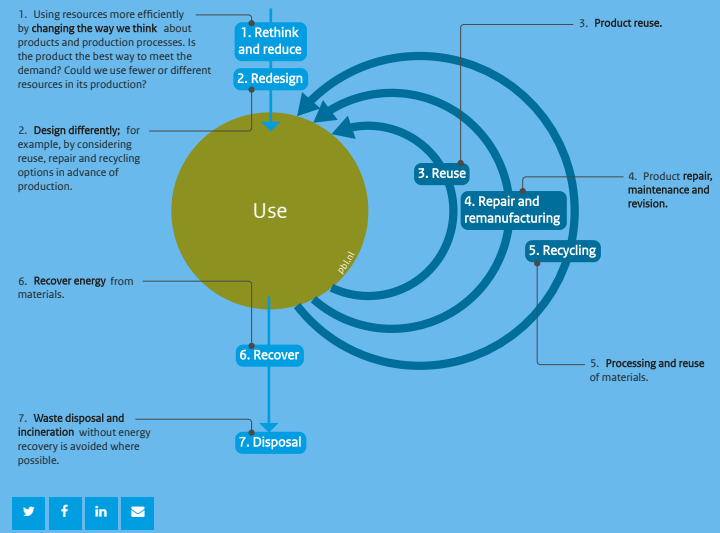 1. Using resources more efficiently
by changing the way we think about
products and production processes. Is
the product the best way to meet the
demand? Could we use fewer or different
resources in its production?
1. Rethink
and reduce
2. Redesign
3. Product reuse.
2. Design differently; for
example, by considering
reuse, repair and recycling
options in advance of
production.
3. Reuse
4. Product repair,
maintenance and
revision.
4. Repair and
remanufacturing
Use
5. Recycling
pbl.nl
6. Recover energy from
materials.
6. Recover
5. Processing and reuse
of materials.
7. Waste disposal and
incineration without energy
recovery is avoided where
possible.
7. Disposal
f
in